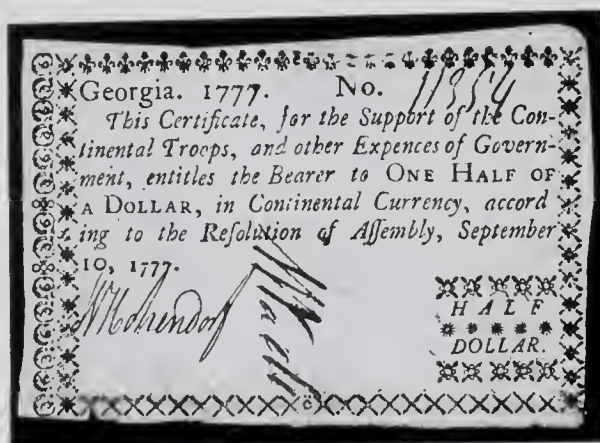 Georgia. 1777. No. 11354
This Certificate, for the Support of the Con-
tinental Troops, and other Expences of Govern-
ment, entitles the Bearer to ONE HALF OF
A DOLLAR, in Continental Currency, accord
ing to the Resolution of Assembly, September
10, 1777.
HALF
DOLLAR.